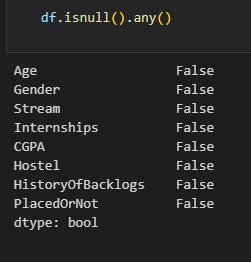 df.isnull().any()
Age False
Gender False
Stream False
Internships False
CGPA False
Hostel False
HistoryOfBacklogs False
PlacedOrNot False
dtype: bool